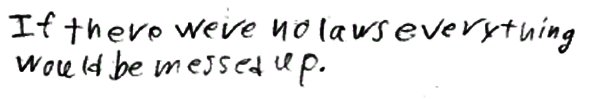 If there were no laws everything
would be messed up.